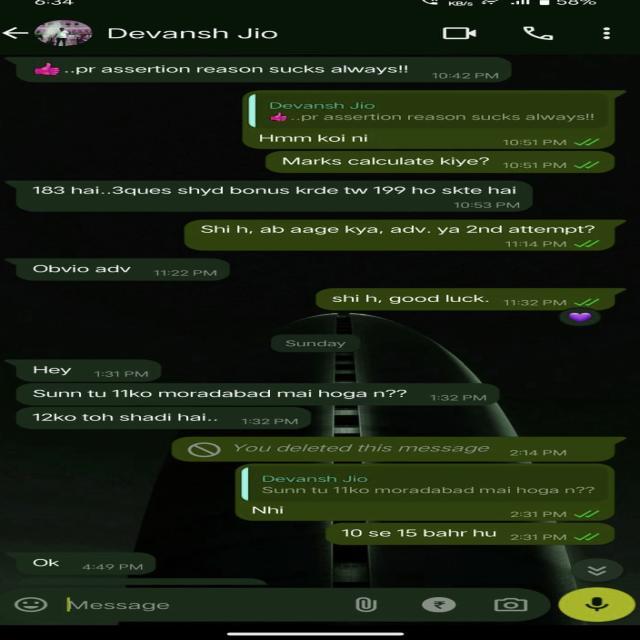 6:34
KB/s
58%
Devansh Jio
👍..pr assertion reason sucks always!! 10:42 PM
Devansh Jio
👍..pr assertion reason sucks always!!
Hmm koi ni 10:51 PM
Marks calculate kiye? 10:51 PM
183 hai..3ques shyd bonus krde tw 199 ho skte hai
10:53 PM
Shi h, ab aage kya, adv. ya 2nd attempt?
11:14 PM
Obvio adv 11:22 PM
shi h, good luck. 11:32 PM
💜
Sunday
Hey 1:31 PM
Sunn tu 11ko moradabad mai hoga n?? 1:32 PM
12ko toh shadi hai.. 1:32 PM
You deleted this message 2:14 PM
Devansh Jio
Sunn tu 11ko moradabad mai hoga n??
Nhi 2:31 PM
10 se 15 bahr hu 2:31 PM
Ok 4:49 PM
Message
₹